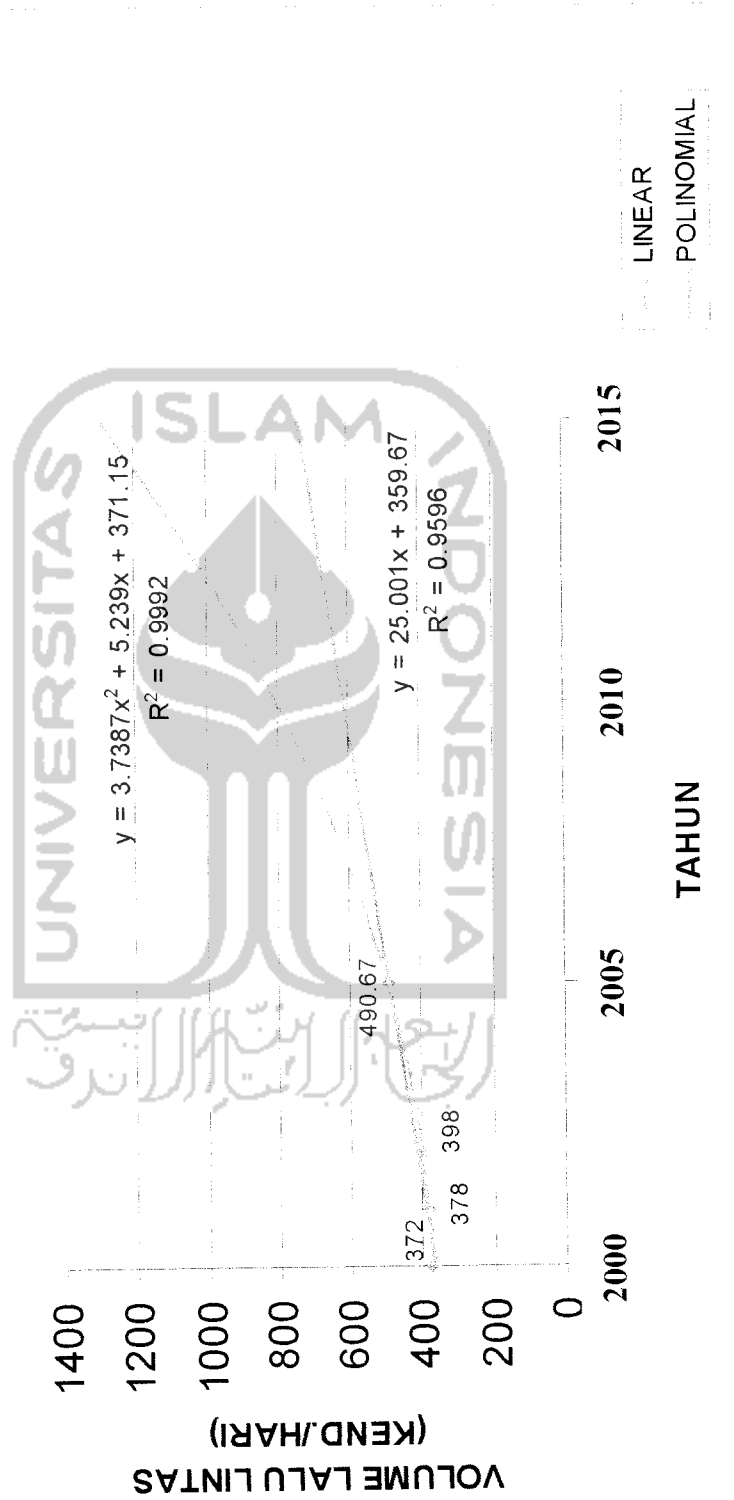 VOLUME LALU LINTAS
(KEND./HARI)
1400
1200
1000
800
600
400
200
0
2000
2005
2010
2015
TAHUN
372
378
398
490.67
y = 3.7387x² + 5.239x + 371.15
R² = 0.9992
y = 25.001x + 359.67
R² = 0.9596
LINEAR
POLINOMIAL
UNIVERSITAS
ISLAM
INDONESIA